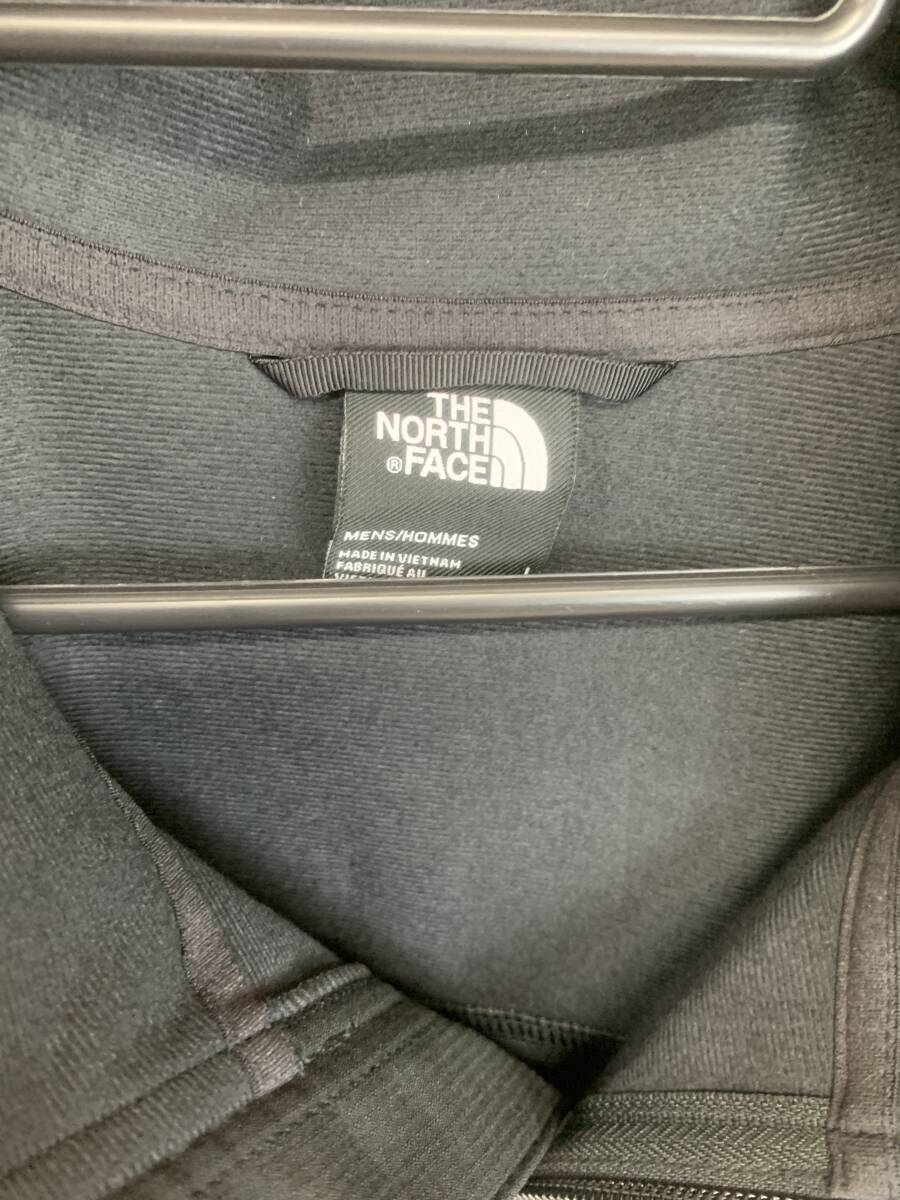 THE
NORTH
®FACE
MENS/HOMMES
MADE IN VIETNAM
FABRIQUÉ AU